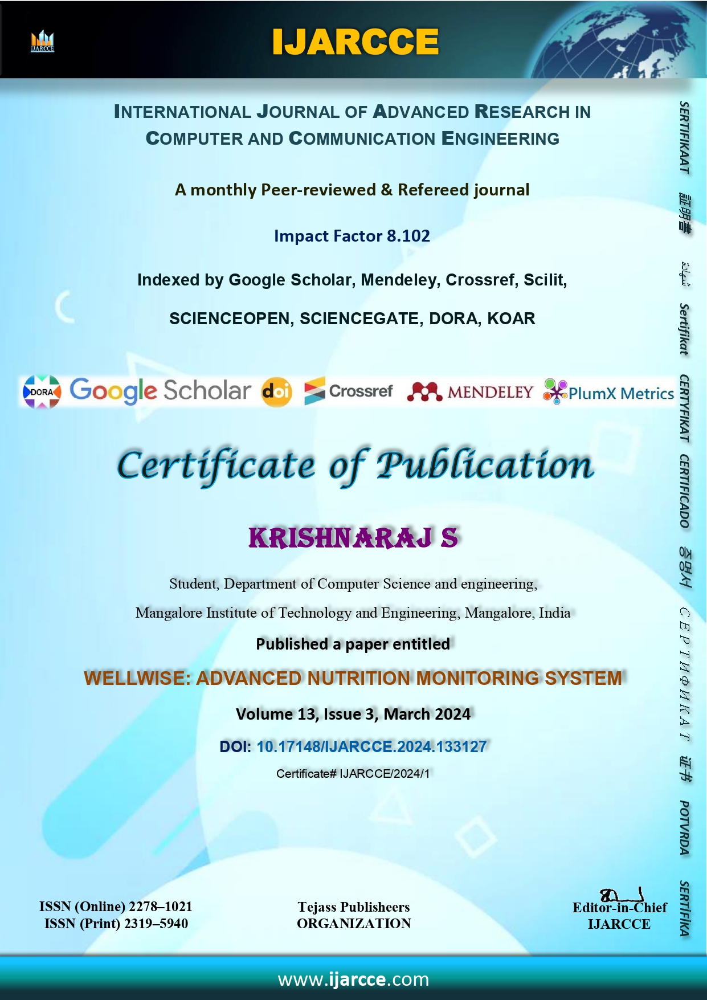 IJARCCE
IJARCCE
INTERNATIONAL JOURNAL OF ADVANCED RESEARCH IN
COMPUTER AND COMMUNICATION ENGINEERING
A monthly Peer-reviewed & Refereed journal
Impact Factor 8.102
Indexed by Google Scholar, Mendeley, Crossref, Scilit,
SCIENCEOPEN, SCIENCEGATE, DORA, KOAR
DORA Google Scholar doi Crossref MENDELEY PlumX Metrics
Certificate of Publication
KRISHNARAJ S
Student, Department of Computer Science and engineering,
Mangalore Institute of Technology and Engineering, Mangalore, India
Published a paper entitled
WELLWISE: ADVANCED NUTRITION MONITORING SYSTEM
Volume 13, Issue 3, March 2024
DOI: 10.17148/IJARCCE.2024.133127
Certificate# IJARCCE/2024/1
ISSN (Online) 2278–1021
ISSN (Print) 2319–5940
Tejass Publisheers
ORGANIZATION
Editor-in-Chief
IJARCCE
www.ijarcce.com
SERTIFIKAAT 証明書 شهادة Sertifikat CERTYFIKAT CERTIFICADO 증명서 СЕРТИФИКАТ 证书 POTVRDA SERTİFİKA